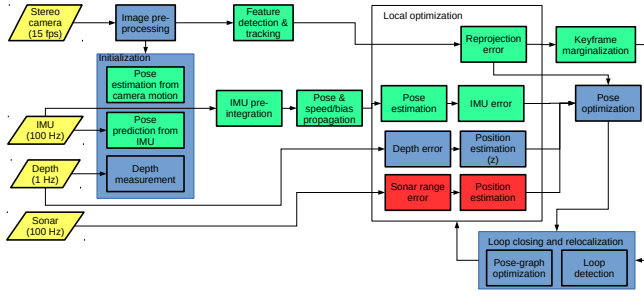 Stereo
camera
(15 fps)
Image pre-
processing
Feature
detection &
tracking
Local optimization
Reprojection
error
Keyframe
marginalization
Initialization
Pose
estimation from
camera motion
IMU pre-
integration
Pose &
speed/bias
propagation
Pose
estimation
IMU error
Pose
optimization
IMU
(100 Hz)
Pose
prediction from
IMU
Depth
(1 Hz)
Depth
measurement
Depth error
Position
estimation
(z)
Sonar range
error
Position
estimation
Sonar
(100 Hz)
Loop closing and relocalization
Pose-graph
optimization
Loop
detection